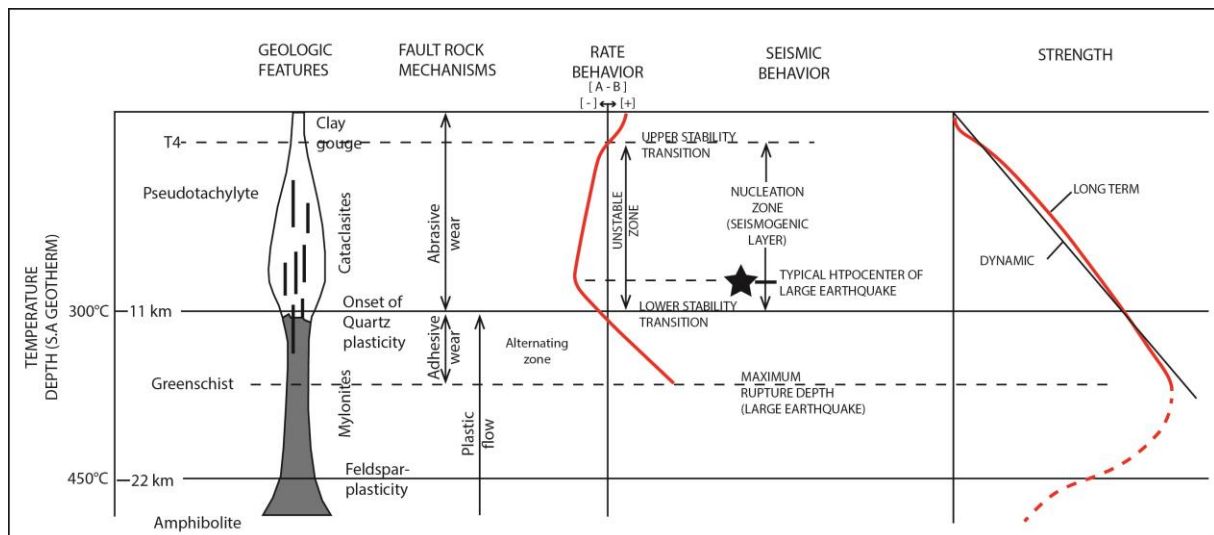 GEOLOGIC
FEATURES
FAULT ROCK
MECHANISMS
RATE
BEHAVIOR
[ A - B ]
[ - ] ↔ [+]
SEISMIC
BEHAVIOR
STRENGTH
TEMPERATURE
DEPTH (S.A GEOTHERM)
T4
Clay
gouge
UPPER STABILITY
TRANSITION
Pseudotachylyte
Cataclasites
Abrasive
wear
UNSTABLE
ZONE
NUCLEATION
ZONE
(SEISMOGENIC
LAYER)
LONG TERM
DYNAMIC
TYPICAL HTPOCENTER OF
LARGE EARTHQUAKE
300°C
11 km
Onset of
Quartz
plasticity
LOWER STABILITY
TRANSITION
Adhesive
wear
Alternating
zone
Greenschist
Mylonites
MAXIMUM
RUPTURE DEPTH
(LARGE EARTHQUAKE)
Plastic
flow
450°C
22 km
Feldspar-
plasticity
Amphibolite